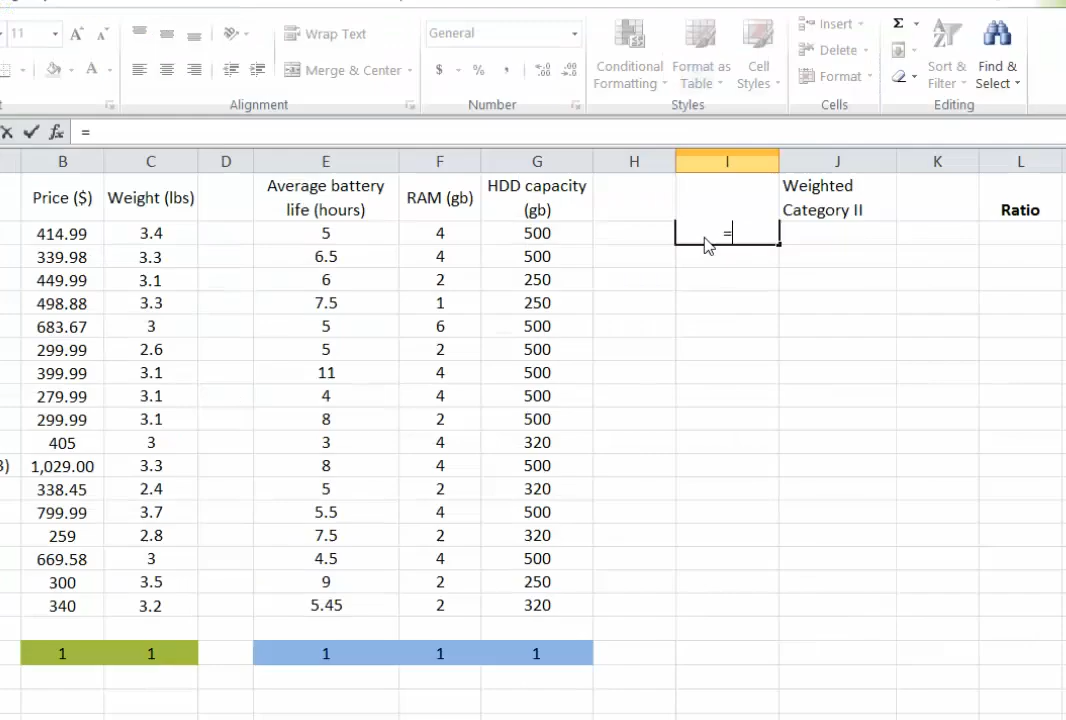 11 A A Wrap Text General Insert Σ
A Merge & Center $ % , .0 .00 .00 .0 Conditional Formatting Format as Table Cell Styles Delete Format Sort & Filter Find & Select
Alignment Number Styles Cells Editing
fx =
B C D E F G H I J K L
Price ($) Weight (lbs) Average battery life (hours) RAM (gb) HDD capacity (gb) Weighted Category II Ratio
414.99 3.4 5 4 500 =
339.98 3.3 6.5 4 500
449.99 3.1 6 2 250
498.88 3.3 7.5 1 250
683.67 3 5 6 500
299.99 2.6 5 2 500
399.99 3.1 11 4 500
279.99 3.1 4 4 500
299.99 3.1 8 2 500
405 3 3 4 320
3) 1,029.00 3.3 8 4 500
338.45 2.4 5 2 320
799.99 3.7 5.5 4 500
259 2.8 7.5 2 320
669.58 3 4.5 4 500
300 3.5 9 2 250
340 3.2 5.45 2 320
1 1 1 1 1